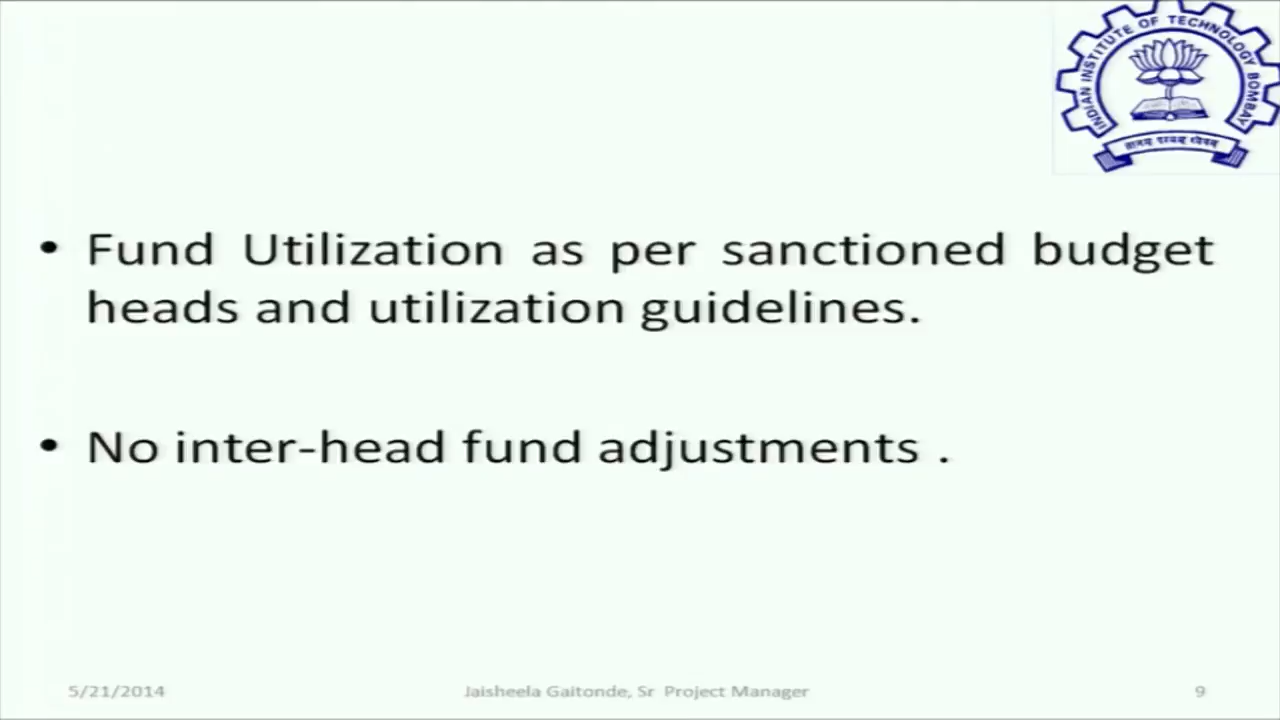 INDIAN INSTITUTE OF TECHNOLOGY BOMBAY
• Fund Utilization as per sanctioned budget
heads and utilization guidelines.
• No inter-head fund adjustments .
5/21/2014
Jaisheela Gaitonde, Sr Project Manager
9